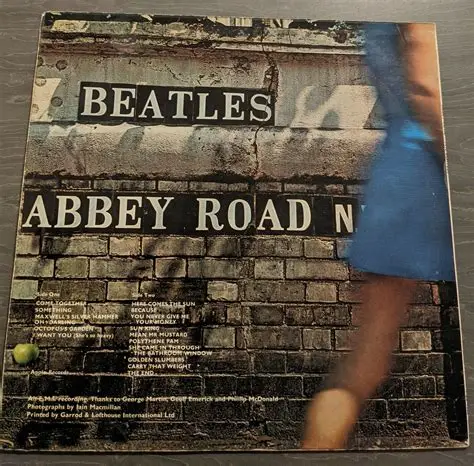 BEATLES
ABBEY ROAD N
Side One
COME TOGETHER
SOMETHING
MAXWELL'S SILVER HAMMER
OH! DARLING
OCTOPUS'S GARDEN
I WANT YOU (She's so heavy)
Side Two
HERE COMES THE SUN
BECAUSE
YOU NEVER GIVE ME
YOUR MONEY
SUN KING
MEAN MR MUSTARD
POLYTHENE PAM
SHE CAME IN THROUGH
THE BATHROOM WINDOW
GOLDEN SLUMBERS
CARRY THAT WEIGHT
THE END
Apple Records
An E.M.I. recording. Thanks to George Martin, Geoff Emerick and Phillip McDonald
Photographs by Iain Macmillan
Printed by Garrod & Lofthouse International Ltd